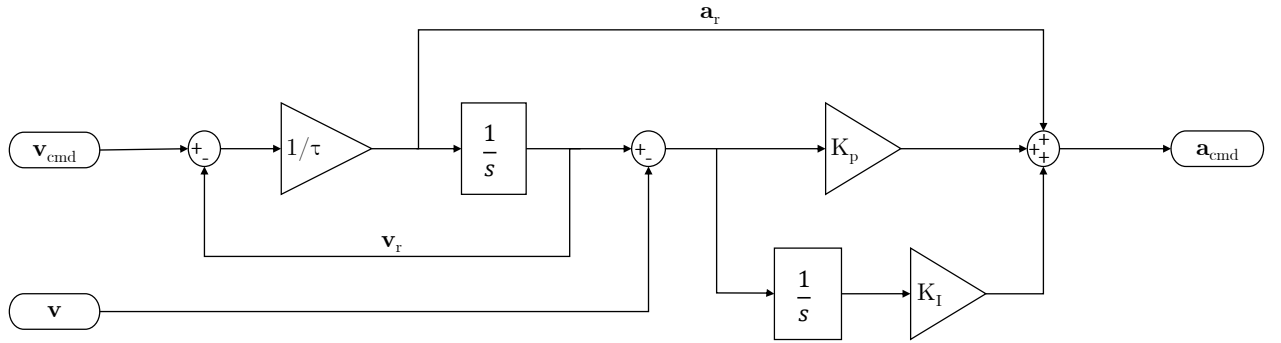 a_r
v_cmd
+
-
1/τ
1
s
+
-
K_p
+
+
+
a_cmd
v_r
v
1
s
K_I